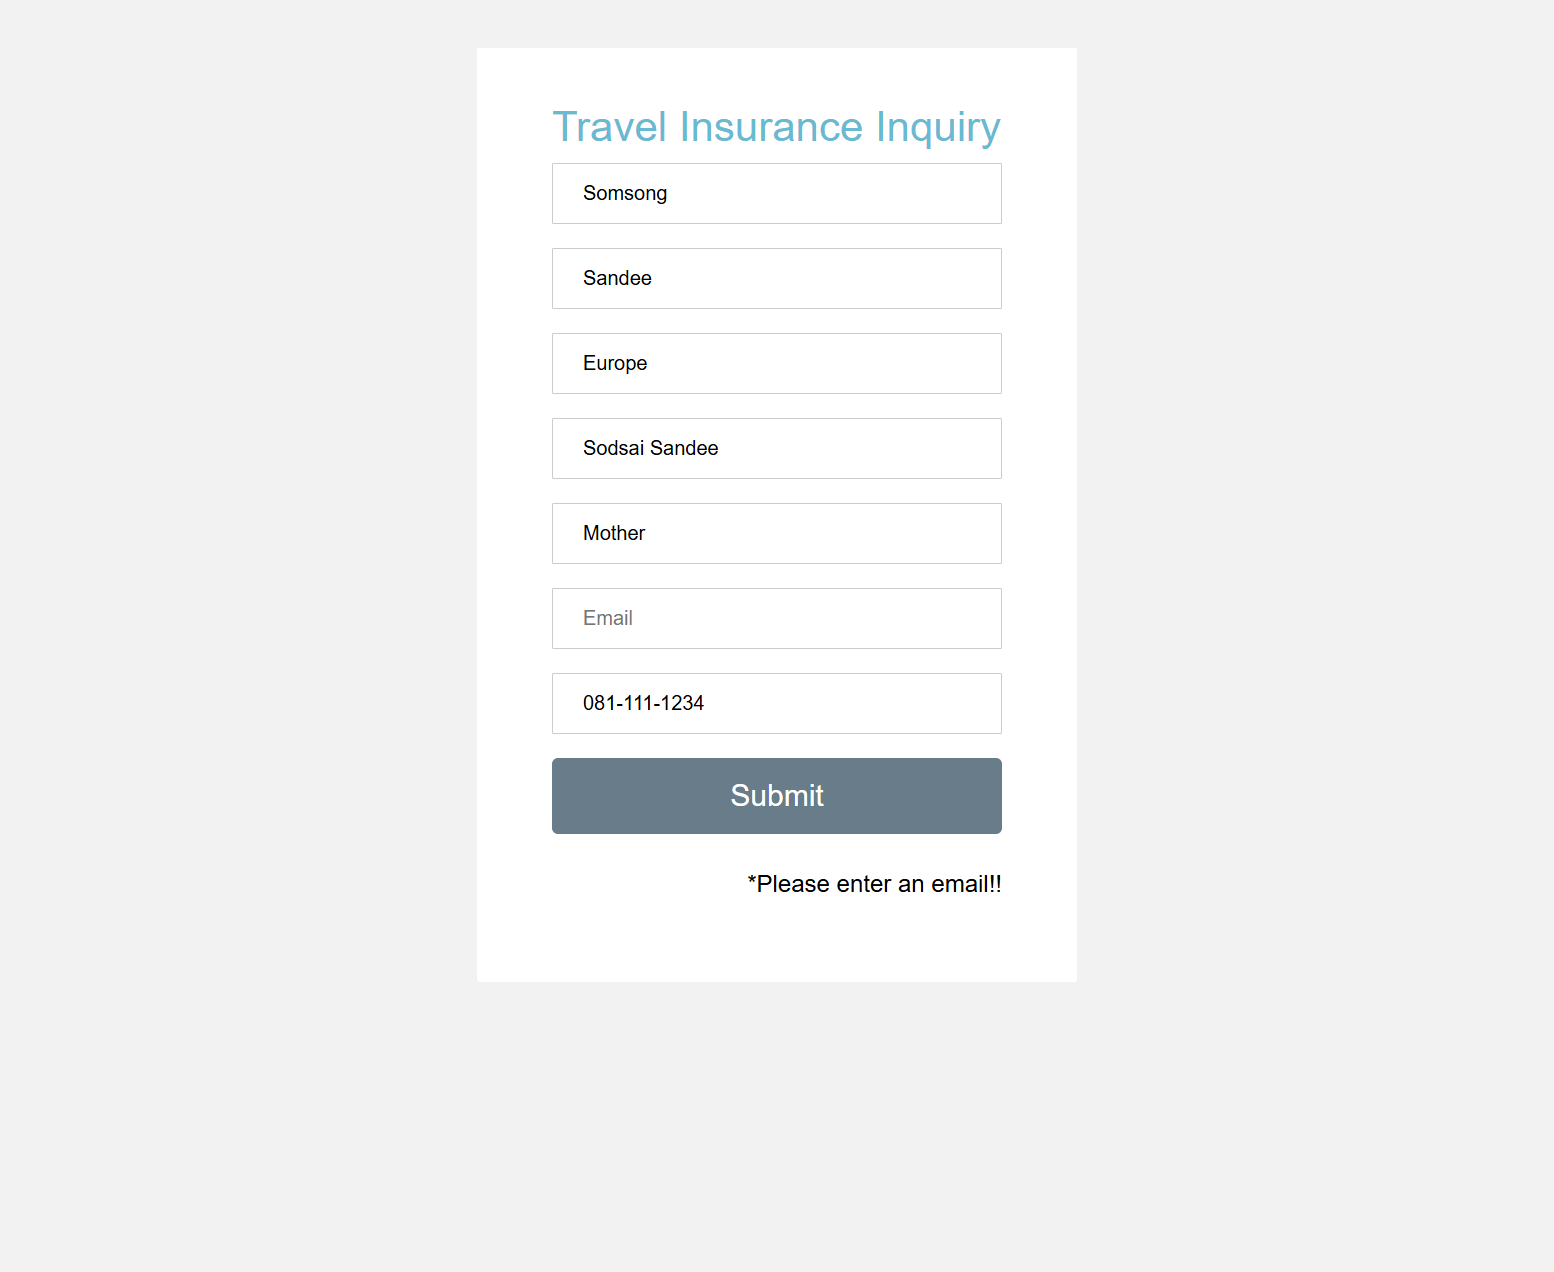 Travel Insurance Inquiry
Somsong
Sandee
Europe
Sodsai Sandee
Mother
Email
081-111-1234
Submit
*Please enter an email!!